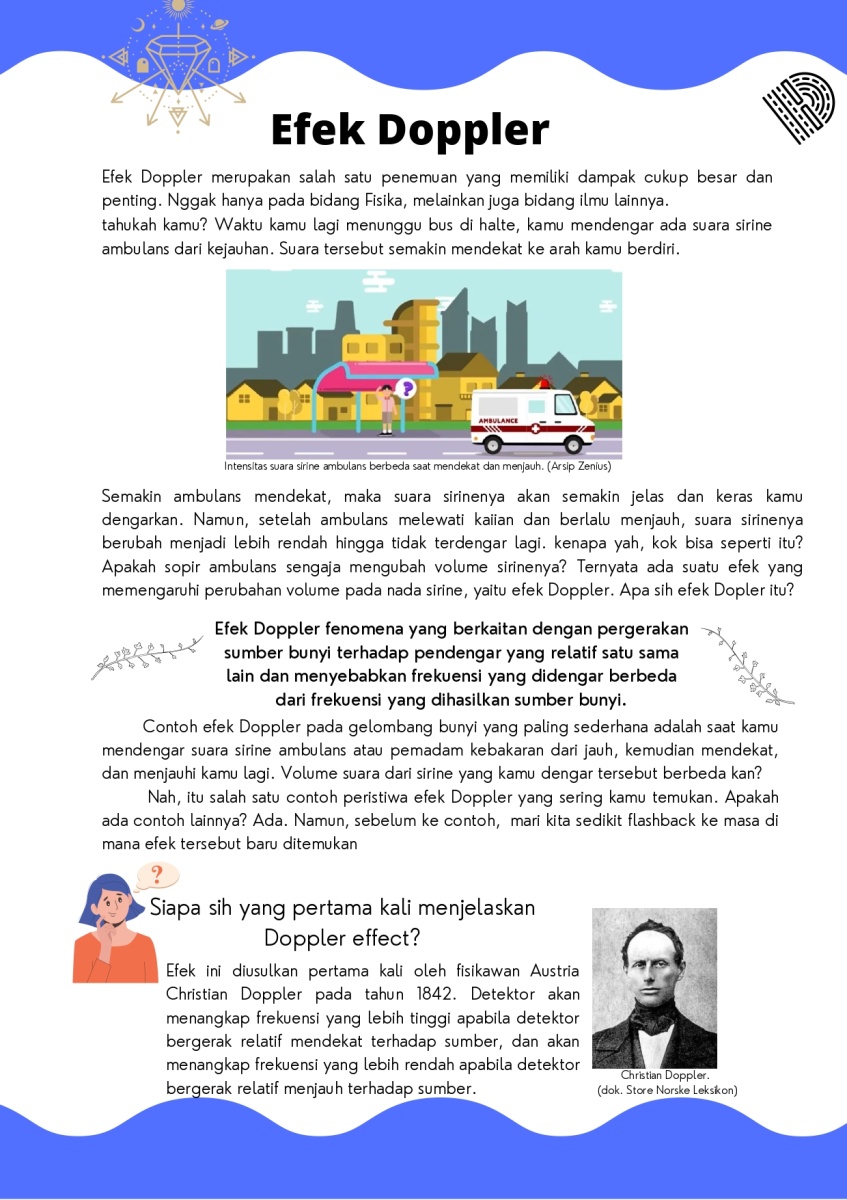 Efek Doppler
Efek Doppler merupakan salah satu penemuan yang memiliki dampak cukup besar dan
penting. Nggak hanya pada bidang Fisika, melainkan juga bidang ilmu lainnya.
tahukah kamu? Waktu kamu lagi menunggu bus di halte, kamu mendengar ada suara sirine
ambulans dari kejauhan. Suara tersebut semakin mendekat ke arah kamu berdiri.
?
AMBULANCE
Intensitas suara sirine ambulans berbeda saat mendekat dan menjauh. (Arsip Zenius)
Semakin ambulans mendekat, maka suara sirinenya akan semakin jelas dan keras kamu
dengarkan. Namun, setelah ambulans melewati kaiian dan berlalu menjauh, suara sirinenya
berubah menjadi lebih rendah hingga tidak terdengar lagi. kenapa yah, kok bisa seperti itu?
Apakah sopir ambulans sengaja mengubah volume sirinenya? Ternyata ada suatu efek yang
memengaruhi perubahan volume pada nada sirine, yaitu efek Doppler. Apa sih efek Dopler itu?
Efek Doppler fenomena yang berkaitan dengan pergerakan
sumber bunyi terhadap pendengar yang relatif satu sama
lain dan menyebabkan frekuensi yang didengar berbeda
dari frekuensi yang dihasilkan sumber bunyi.
Contoh efek Doppler pada gelombang bunyi yang paling sederhana adalah saat kamu
mendengar suara sirine ambulans atau pemadam kebakaran dari jauh, kemudian mendekat,
dan menjauhi kamu lagi. Volume suara dari sirine yang kamu dengar tersebut berbeda kan?
Nah, itu salah satu contoh peristiwa efek Doppler yang sering kamu temukan. Apakah
ada contoh lainnya? Ada. Namun, sebelum ke contoh, mari kita sedikit flashback ke masa di
mana efek tersebut baru ditemukan
?
Siapa sih yang pertama kali menjelaskan
Doppler effect?
Efek ini diusulkan pertama kali oleh fisikawan Austria
Christian Doppler pada tahun 1842. Detektor akan
menangkap frekuensi yang lebih tinggi apabila detektor
bergerak relatif mendekat terhadap sumber, dan akan
menangkap frekuensi yang lebih rendah apabila detektor
bergerak relatif menjauh terhadap sumber.
Christian Doppler.
(dok. Store Norske Leksikon)